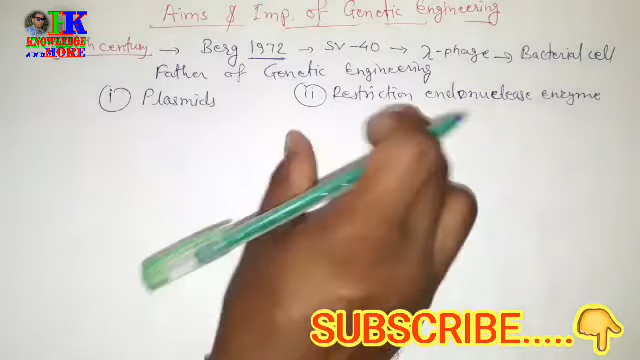 Aims & Imp. of Genetic Engineering
KNOWLEDGE
MORE
th century → Berg 1972 → SV-40 → λ-phage → Bacterial cell
Father of Genetic Engineering
(i) Plasmids (ii) Restriction endonuclease enzyme
SUBSCRIBE.....